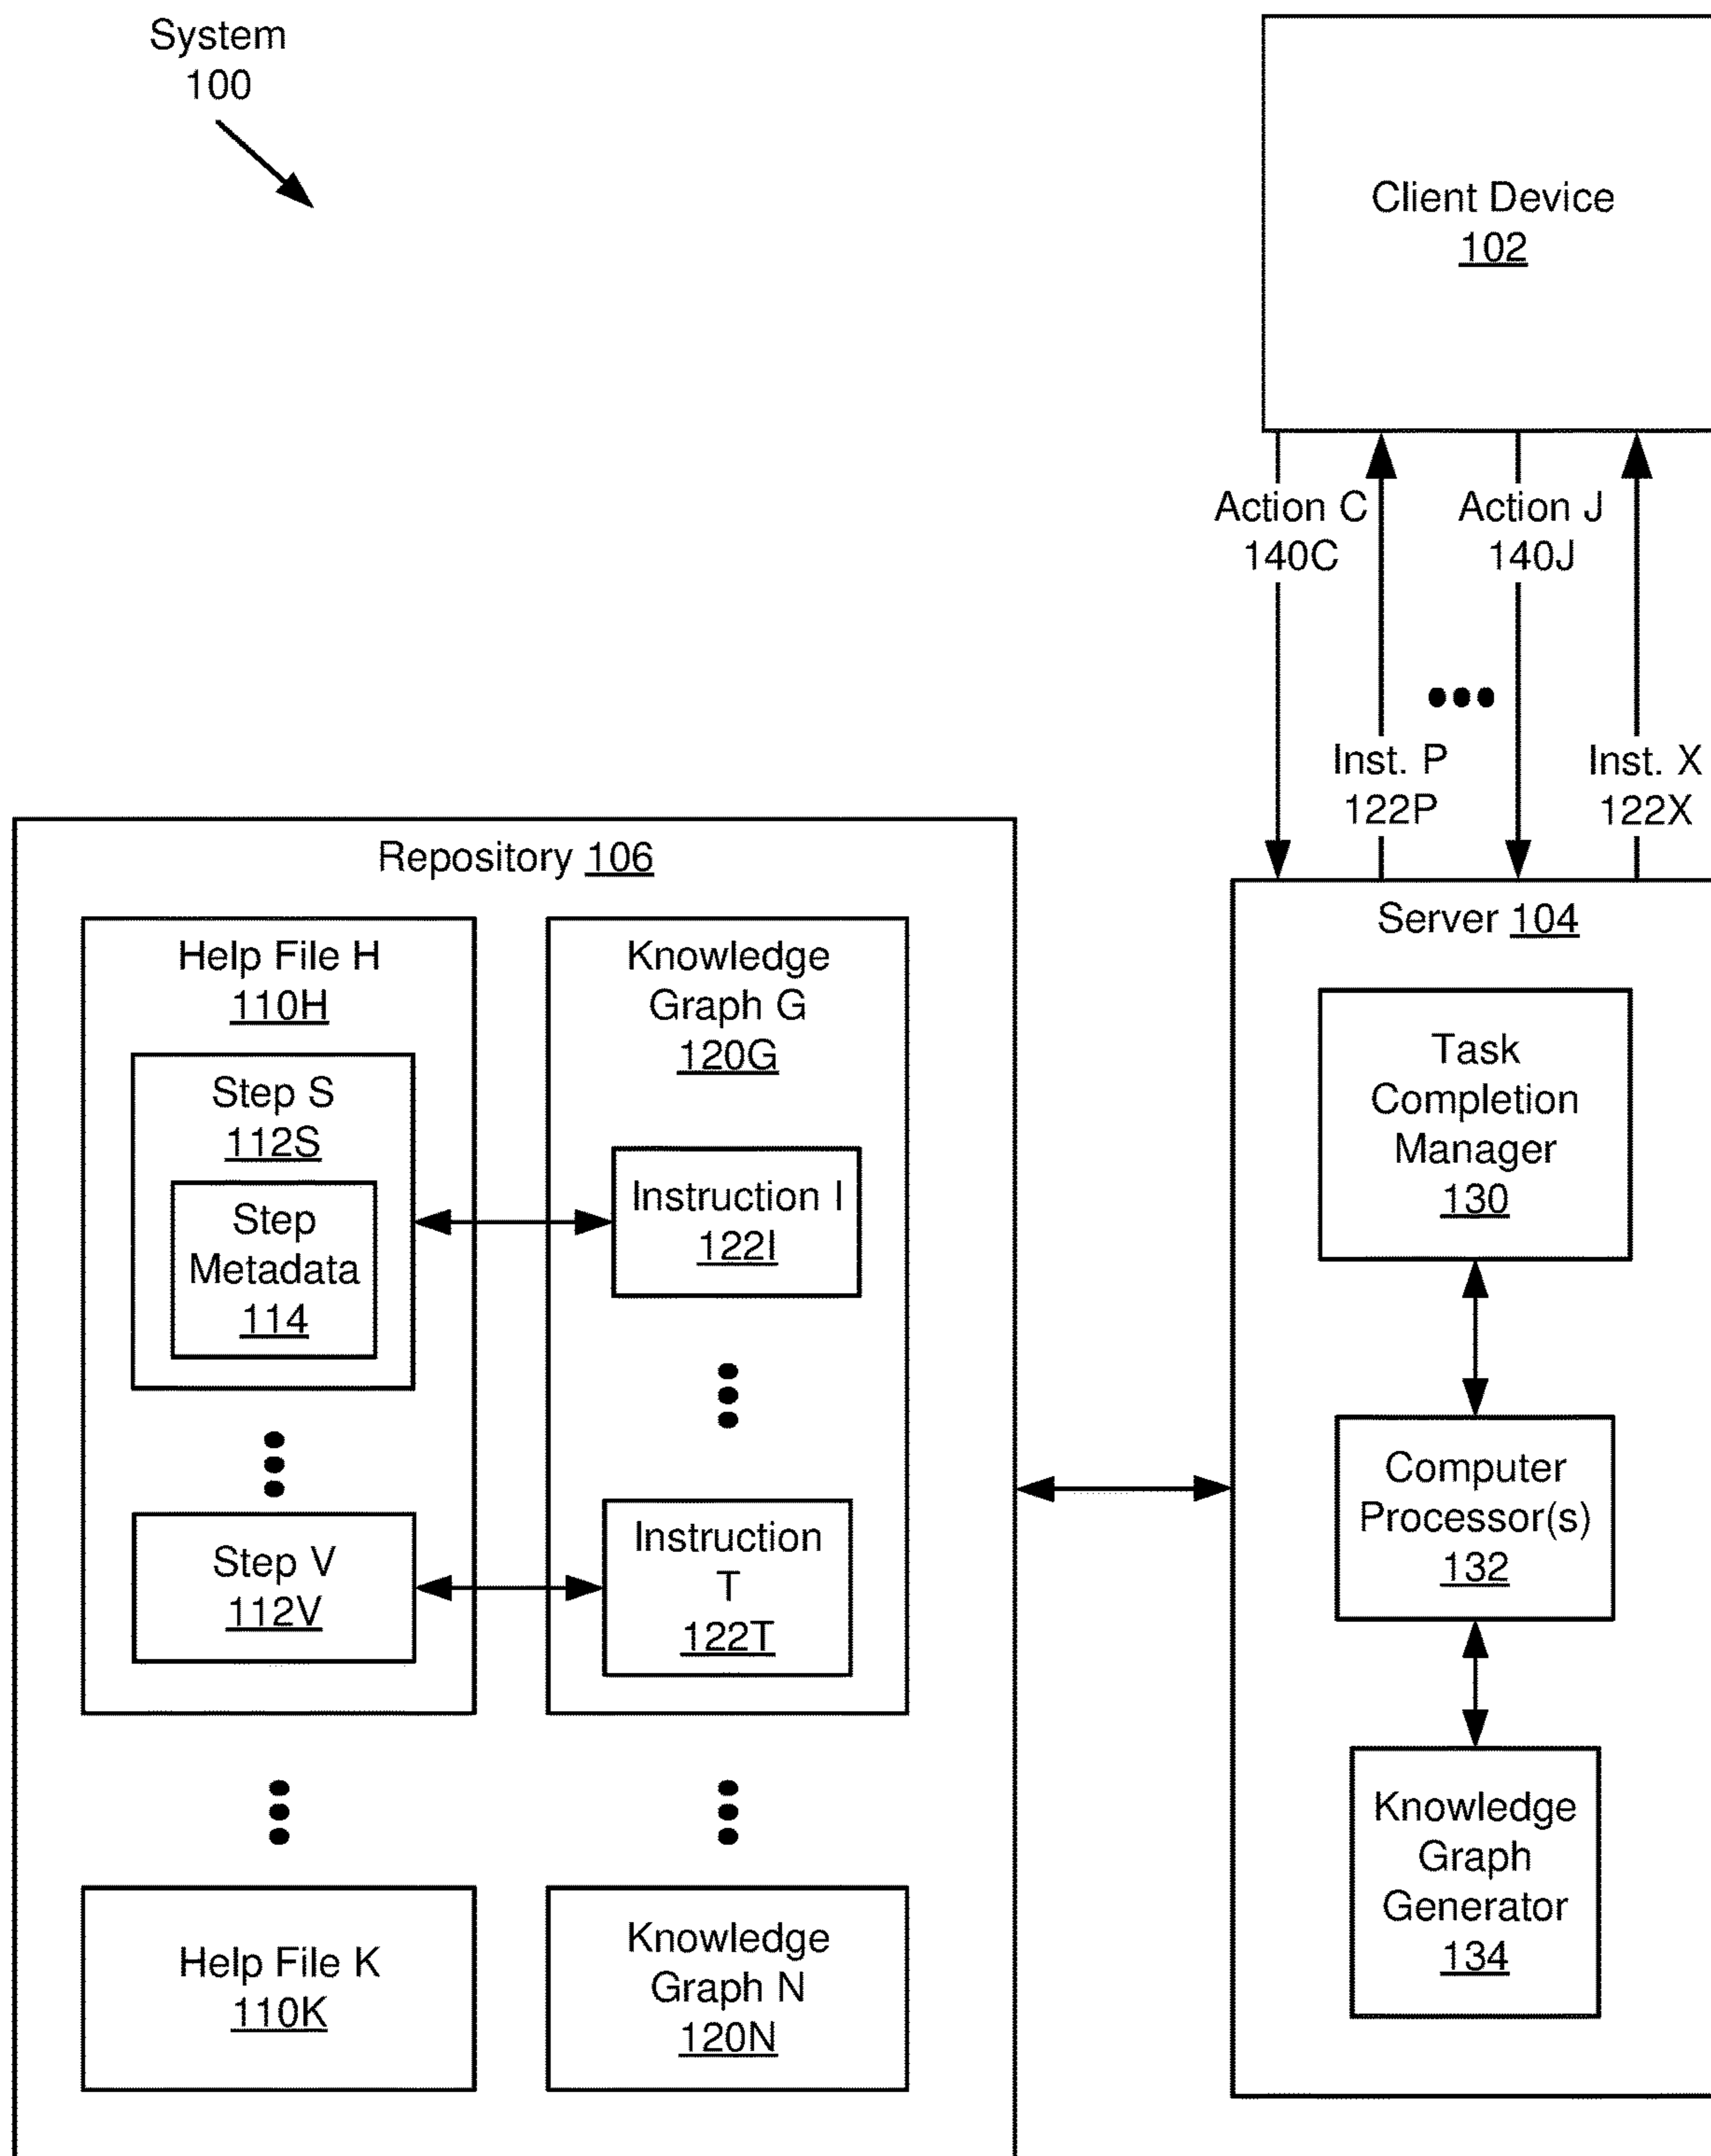 System
100
Client Device
102
Action C
140C
Action J
140J
Inst. P
122P
Inst. X
122X
Repository 106
Help File H
110H
Step S
112S
Step
Metadata
114
Step V
112V
Knowledge
Graph G
120G
Instruction I
122I
Instruction
T
122T
Help File K
110K
Knowledge
Graph N
120N
Server 104
Task
Completion
Manager
130
Computer
Processor(s)
132
Knowledge
Graph
Generator
134